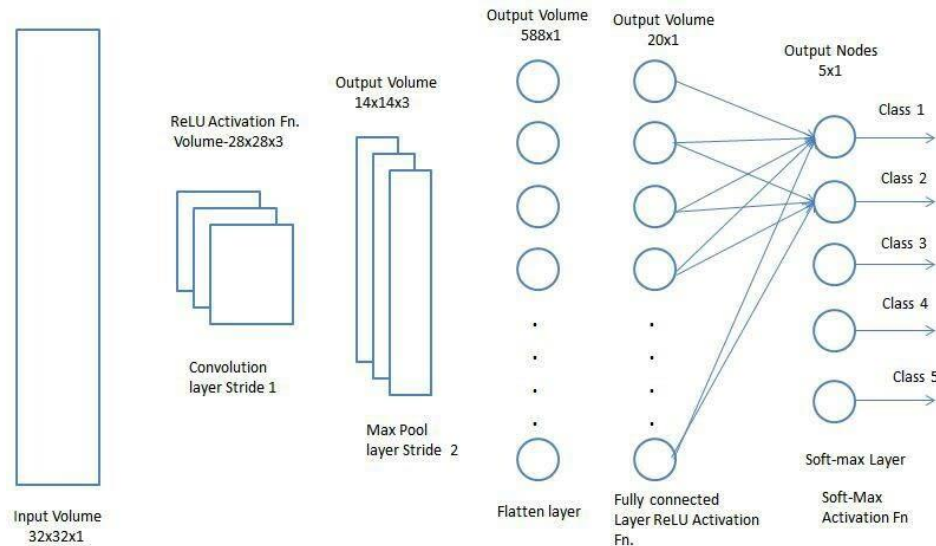 Output Volume
588x1
Output Volume
20x1
Output Nodes
5x1
Output Volume
14x14x3
ReLU Activation Fn.
Volume-28x28x3
Class 1
Class 2
Class 3
Class 4
Class 5
Convolution
layer Stride 1
Max Pool
layer Stride 2
Input Volume
32x32x1
Flatten layer
Fully connected
Layer ReLU Activation
Fn.
Soft-max Layer
Soft-Max
Activation Fn